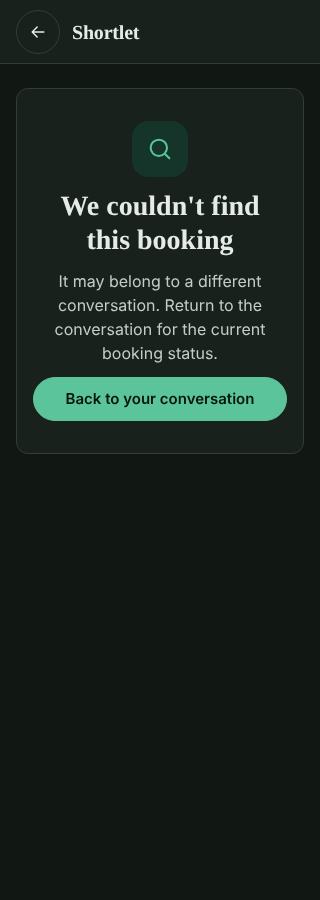 Shortlet
We couldn't find
this booking
It may belong to a different
conversation. Return to the
conversation for the current
booking status.
Back to your conversation